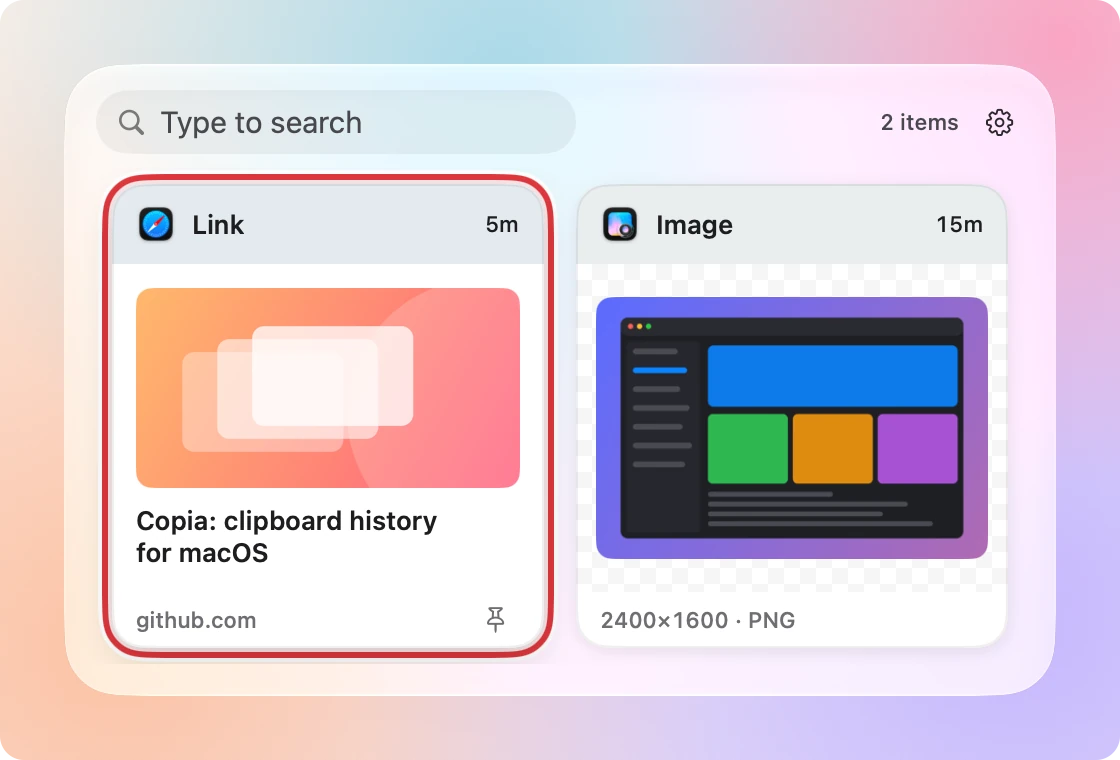 Type to search
2 items
Link
5m
Image
15m
Copia: clipboard history
for macOS
github.com
2400×1600 · PNG